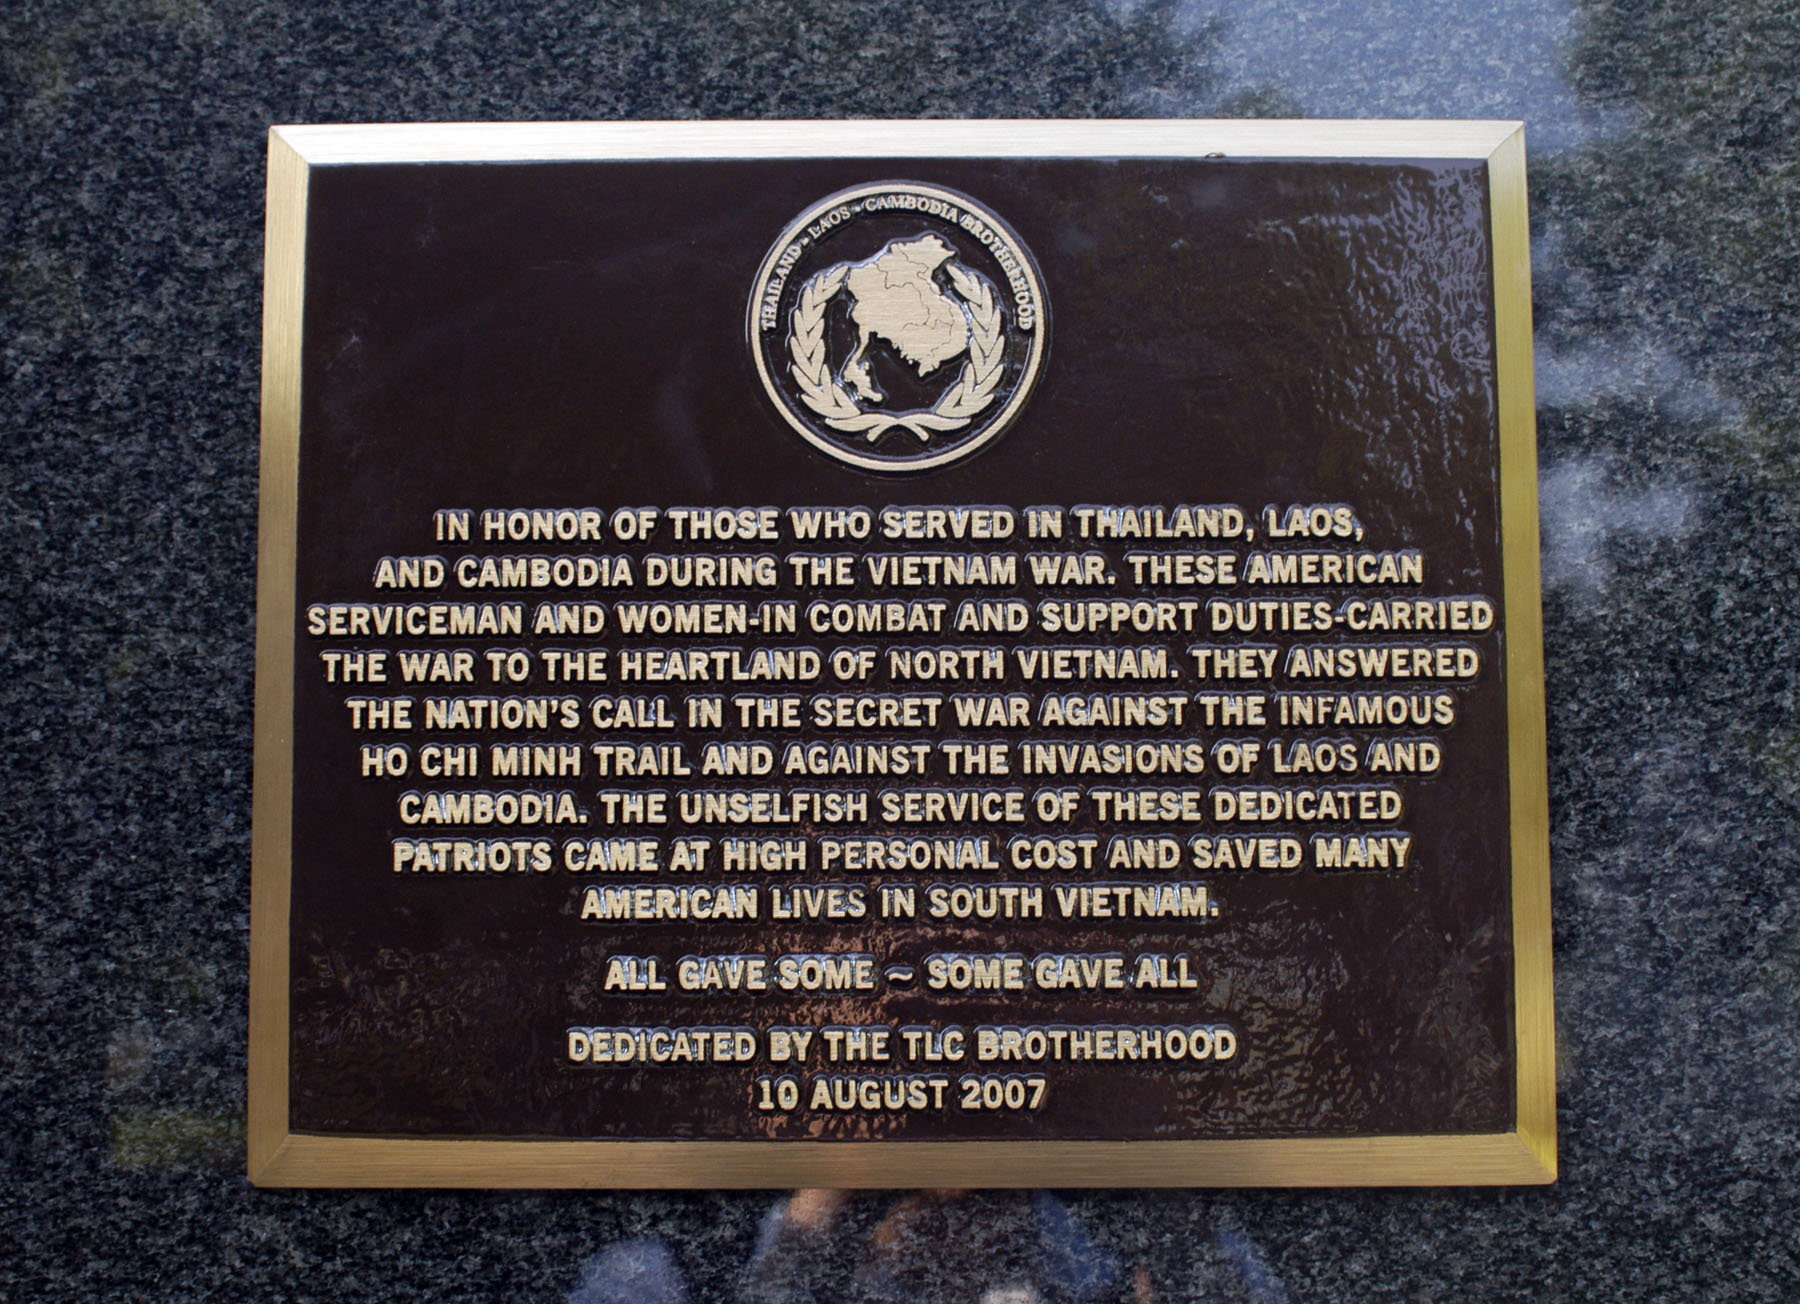 THAILAND - LAOS - CAMBODIA BROTHERHOOD
IN HONOR OF THOSE WHO SERVED IN THAILAND, LAOS,
AND CAMBODIA DURING THE VIETNAM WAR. THESE AMERICAN
SERVICEMAN AND WOMEN-IN COMBAT AND SUPPORT DUTIES-CARRIED
THE WAR TO THE HEARTLAND OF NORTH VIETNAM. THEY ANSWERED
THE NATION'S CALL IN THE SECRET WAR AGAINST THE INFAMOUS
HO CHI MINH TRAIL AND AGAINST THE INVASIONS OF LAOS AND
CAMBODIA. THE UNSELFISH SERVICE OF THESE DEDICATED
PATRIOTS CAME AT HIGH PERSONAL COST AND SAVED MANY
AMERICAN LIVES IN SOUTH VIETNAM.
ALL GAVE SOME ~ SOME GAVE ALL
DEDICATED BY THE TLC BROTHERHOOD
10 AUGUST 2007